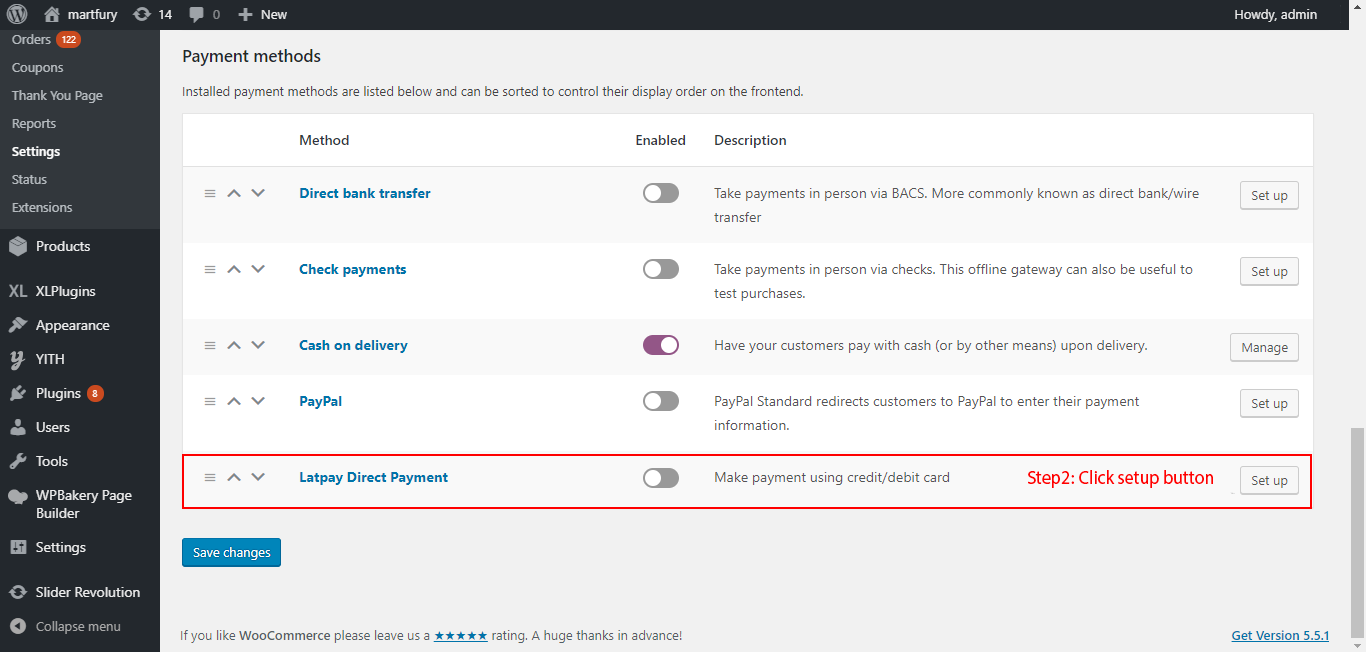 martfury 14 0 New Howdy, admin
Orders 122
Coupons
Thank You Page
Reports
Settings
Status
Extensions
Products
XL XLPlugins
Appearance
YITH
Plugins 8
Users
Tools
WPBakery Page
Builder
Settings
Slider Revolution
Collapse menu
Payment methods
Installed payment methods are listed below and can be sorted to control their display order on the frontend.
Method Enabled Description
Direct bank transfer Take payments in person via BACS. More commonly known as direct bank/wire Set up
transfer
Check payments Take payments in person via checks. This offline gateway can also be useful to Set up
test purchases.
Cash on delivery Have your customers pay with cash (or by other means) upon delivery. Manage
PayPal PayPal Standard redirects customers to PayPal to enter their payment Set up
information.
Latpay Direct Payment Make payment using credit/debit card Step2: Click setup button Set up
Save changes
If you like WooCommerce please leave us a ★★★★★ rating. A huge thanks in advance! Get Version 5.5.1